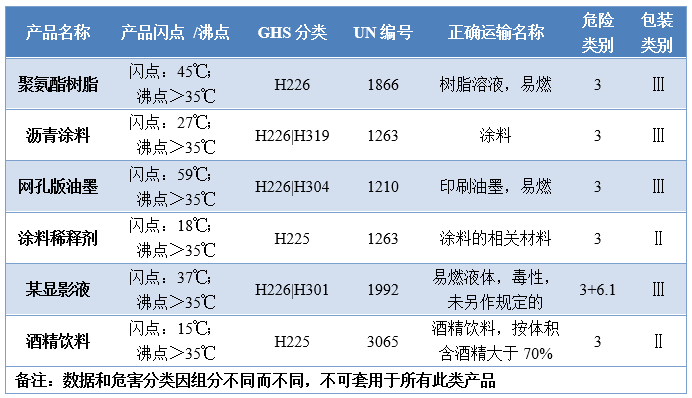 产品名称 产品闪点 /沸点 GHS 分类 UN 编号 正确运输名称 危险类别 包装类别
聚氨酯树脂 闪点：45℃；沸点＞35℃ H226 1866 树脂溶液，易燃 3 Ⅲ
沥青涂料 闪点：27℃；沸点＞35℃ H226|H319 1263 涂料 3 Ⅲ
网孔版油墨 闪点：59℃；沸点＞35℃ H226|H304 1210 印刷油墨，易燃 3 Ⅲ
涂料稀释剂 闪点：18℃；沸点＞35℃ H225 1263 涂料的相关材料 3 Ⅱ
某显影液 闪点：37℃；沸点＞35℃ H226|H301 1992 易燃液体，毒性，未另作规定的 3+6.1 Ⅲ
酒精饮料 闪点：15℃；沸点＞35℃ H225 3065 酒精饮料，按体积含酒精大于 70% 3 Ⅱ
备注：数据和危害分类因组分不同而不同，不可套用于所有此类产品